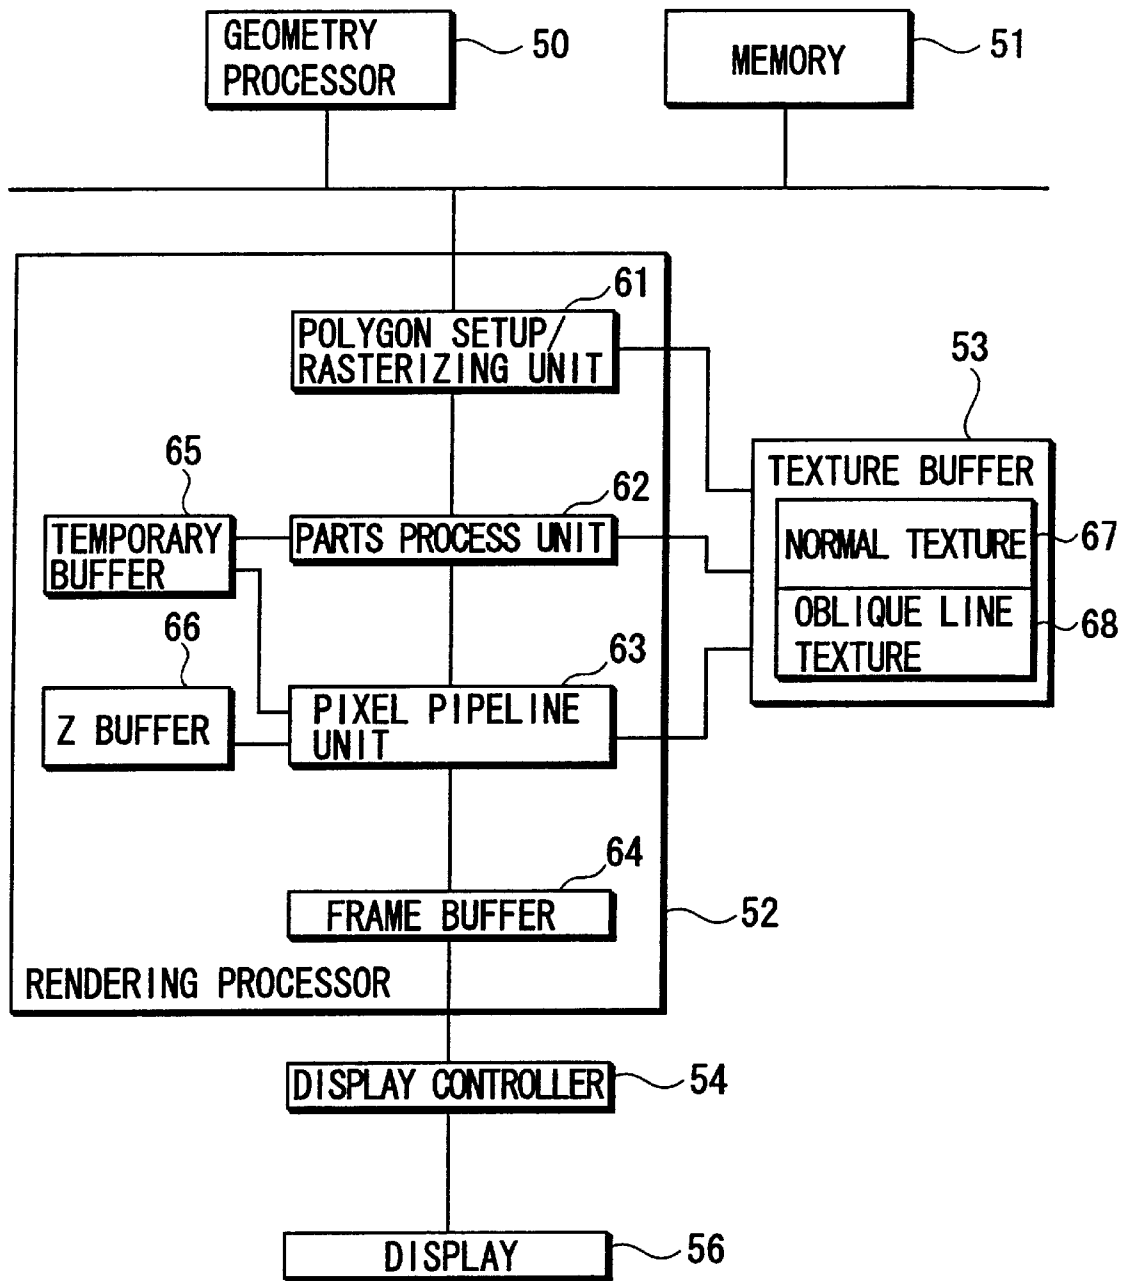 GEOMETRY
PROCESSOR
50
MEMORY
51
61
POLYGON SETUP
RASTERIZING UNIT
53
TEXTURE BUFFER
65
62
NORMAL TEXTURE
67
TEMPORARY
BUFFER
PARTS PROCESS UNIT
OBLIQUE LINE
TEXTURE
68
66
63
Z BUFFER
PIXEL PIPELINE
UNIT
64
FRAME BUFFER
52
RENDERING PROCESSOR
DISPLAY CONTROLLER
54
DISPLAY
56